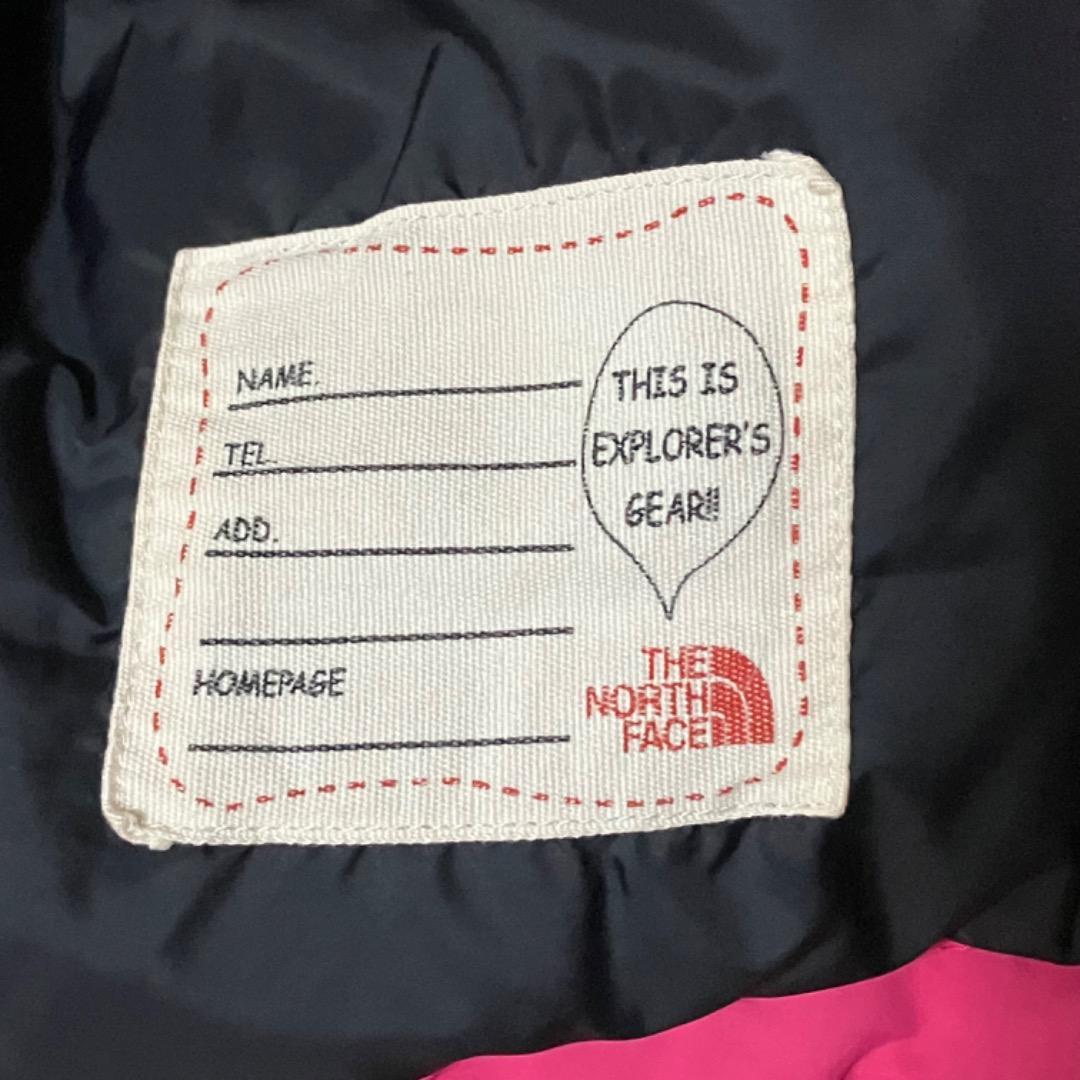 NAME.
TEL.
ADD.
HOMEPAGE
THIS IS
EXPLORER'S
GEAR!!
THE
NORTH
FACE